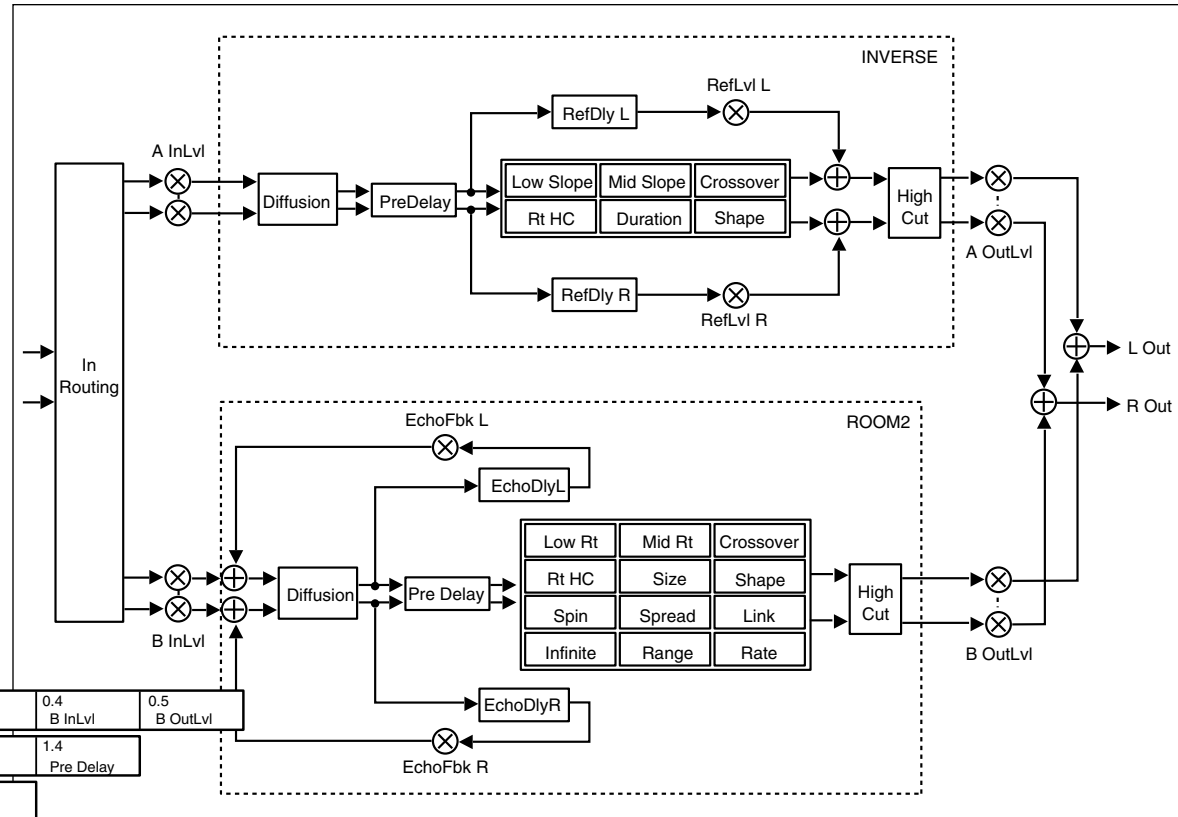 INVERSE
RefLvl L
RefDly L
A InLvl
Diffusion
PreDelay
Low Slope Mid Slope Crossover
Rt HC Duration Shape
High
Cut
A OutLvl
RefDly R
RefLvl R
In
Routing
L Out
R Out
ROOM2
EchoFbk L
EchoDlyL
Low Rt Mid Rt Crossover
Diffusion
Pre Delay
Rt HC Size Shape
Spin Spread Link
Infinite Range Rate
High
Cut
B InLvl
B OutLvl
EchoDlyR
EchoFbk R
0.4 0.5
B InLvl B OutLvl
1.4
Pre Delay